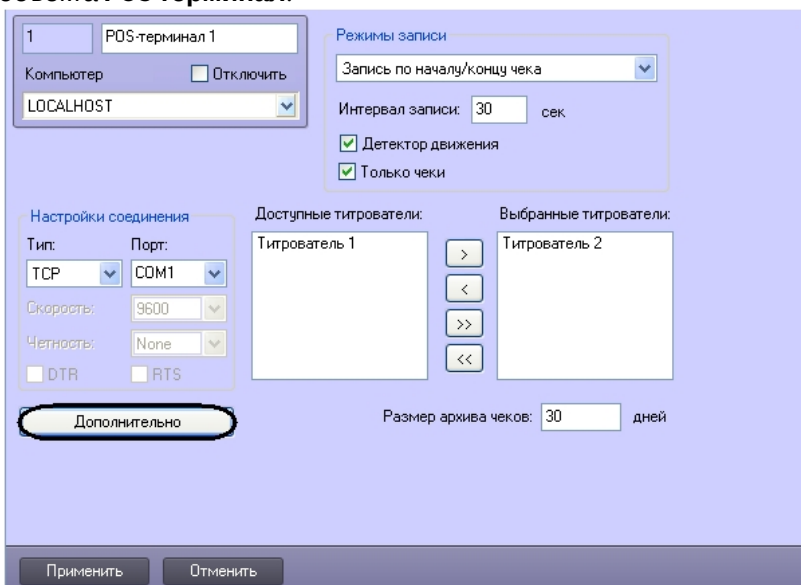 POS-терминал.
1 POS-терминал 1
Компьютер Отключить
LOCALHOST
Режимы записи
Запись по началу/концу чека
Интервал записи: 30 сек
Детектор движения
Только чеки
Настройки соединения
Тип: Порт:
TCP COM1
Скорость: 9600
Четность: None
DTR RTS
Дополнительно
Доступные титрователи: Выбранные титрователи:
Титрователь 1 > Титрователь 2
<
>>
<<
Размер архива чеков: 30 дней
Применить Отменить